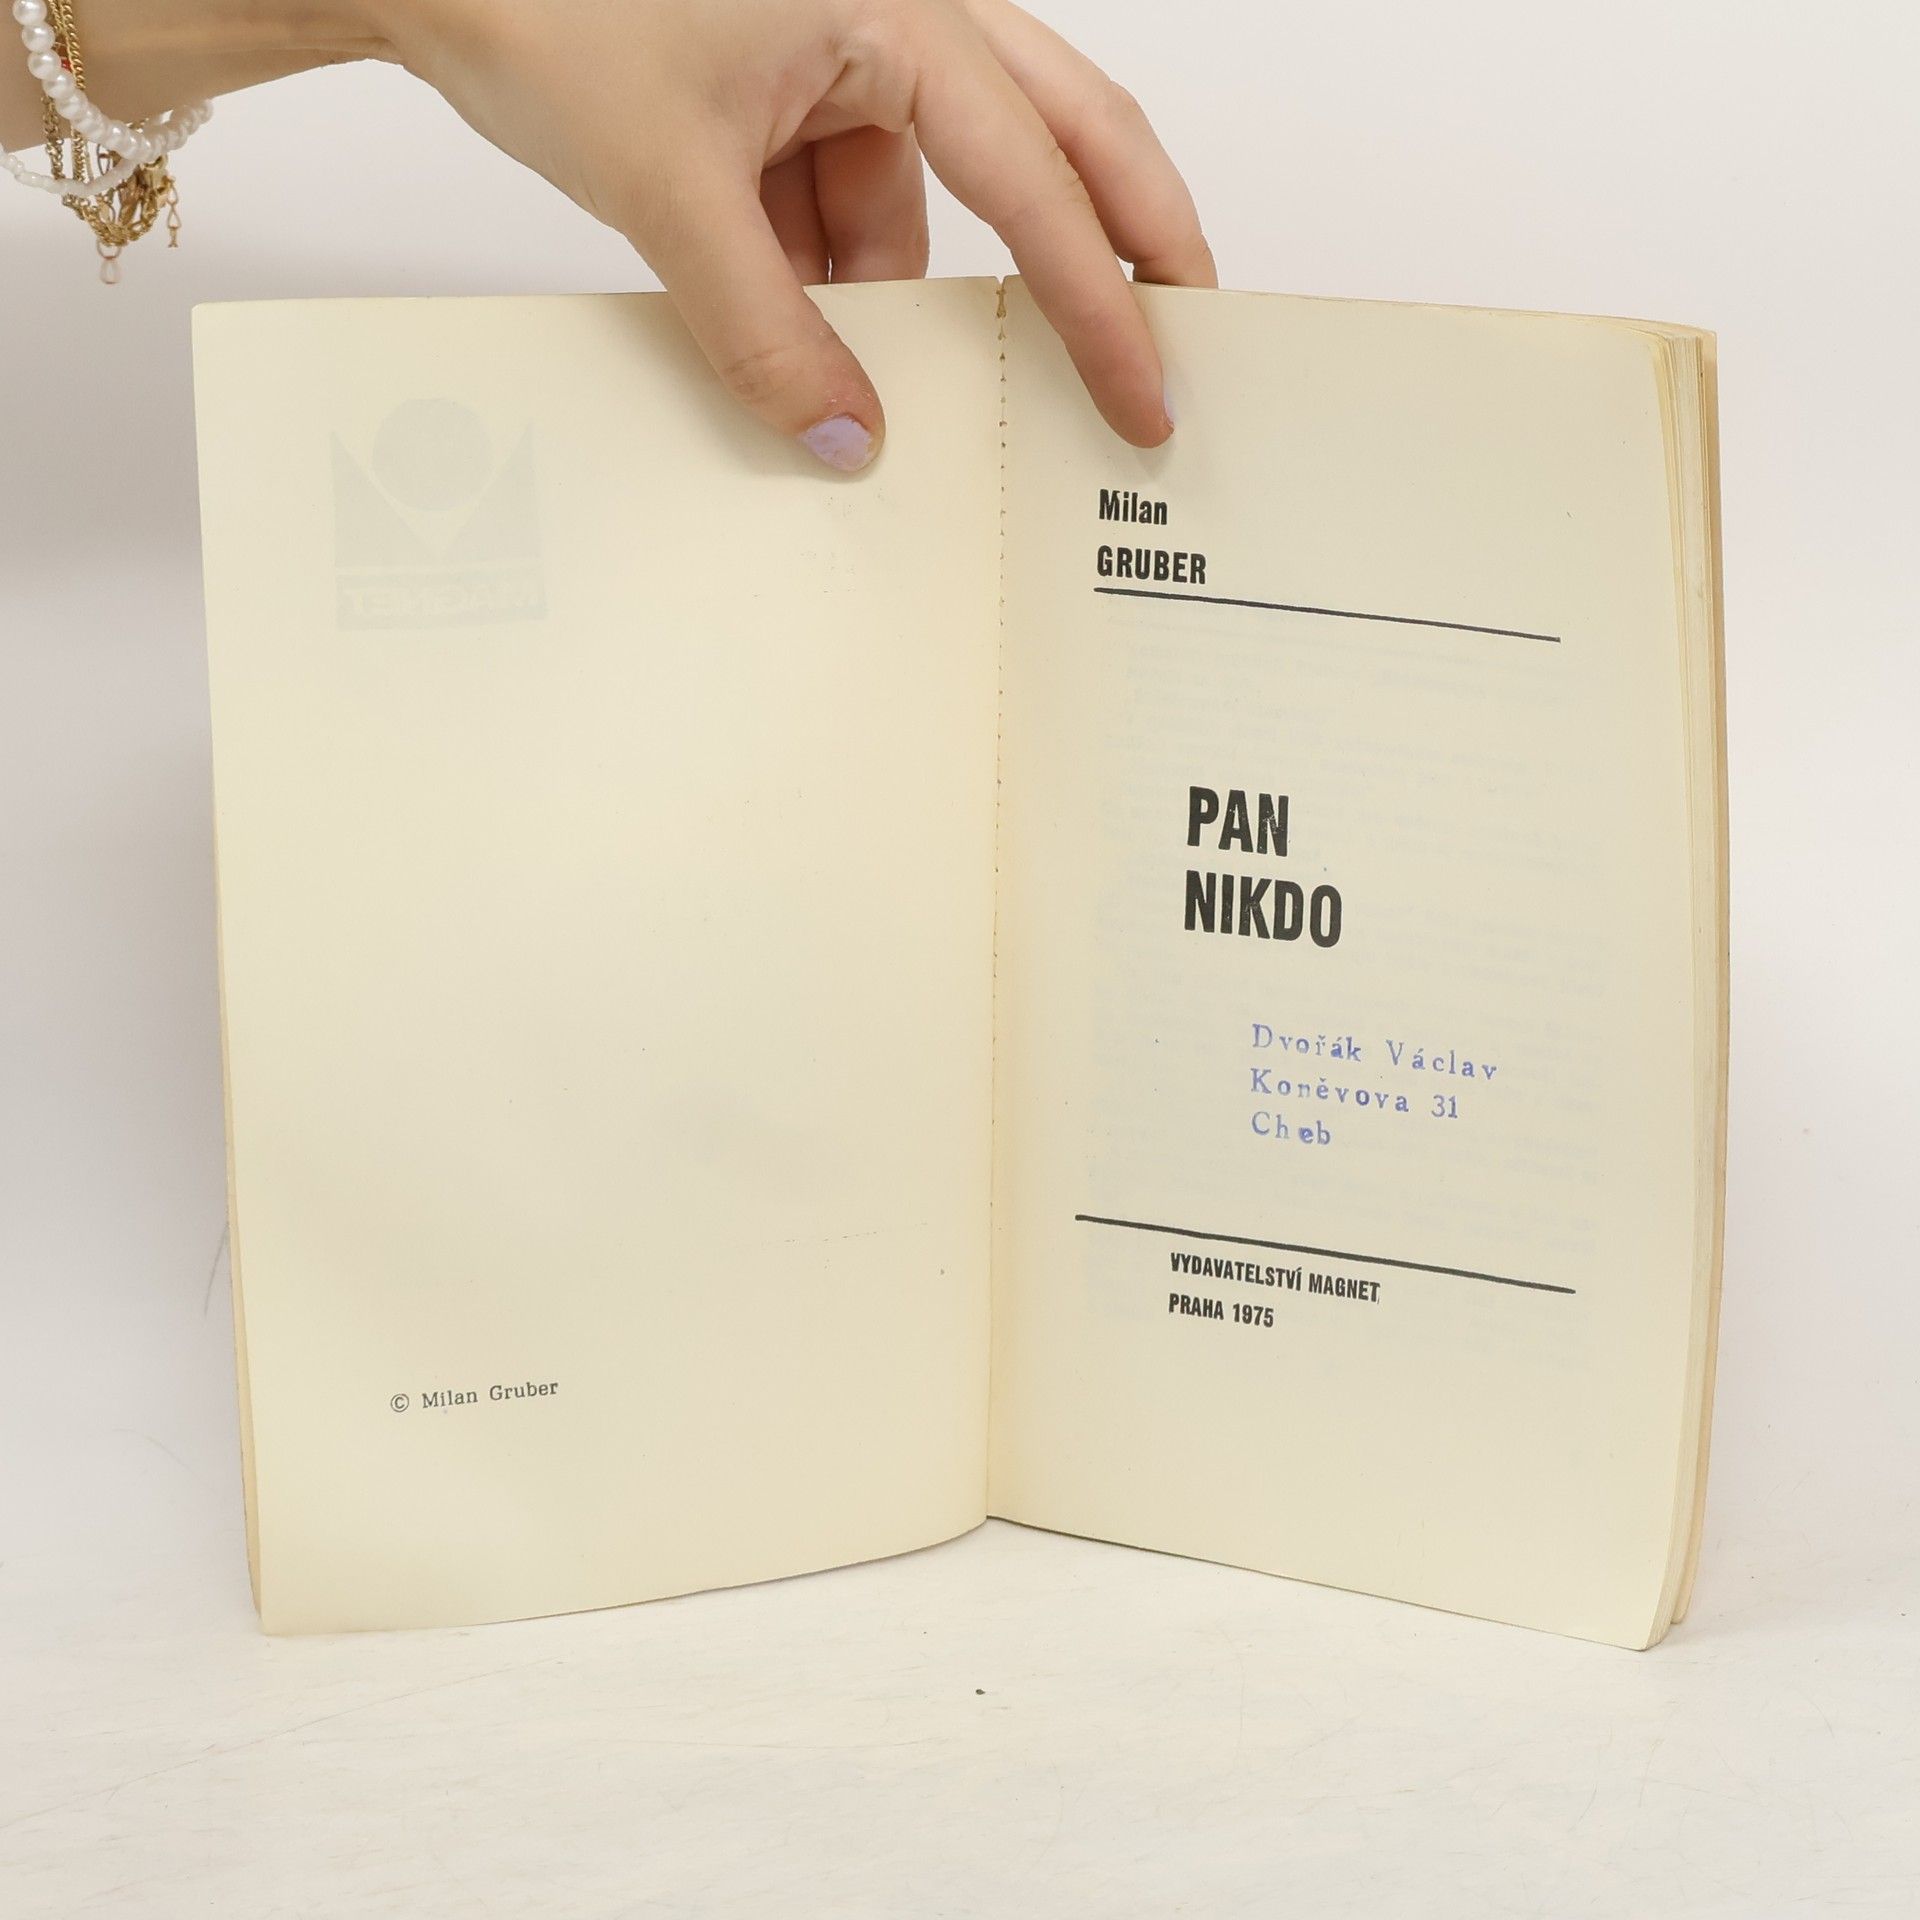 © Milan Gruber
Milan
GRUBER
PAN
NIKDO
Dvořák Václav
Koněvova 31
Cheb
VYDAVATELSTVÍ MAGNET
PRAHA 1975